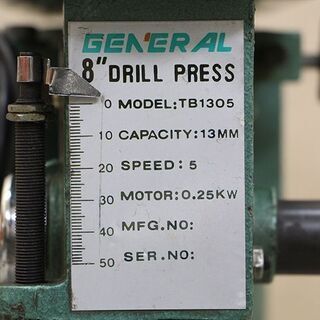 GENERAL
8" DRILL PRESS
0 MODEL:TB1305
10 CAPACITY:13MM
20 SPEED: 5
30 MOTOR: 0.25KW
40 MFG.NO:
50 SER.NO: